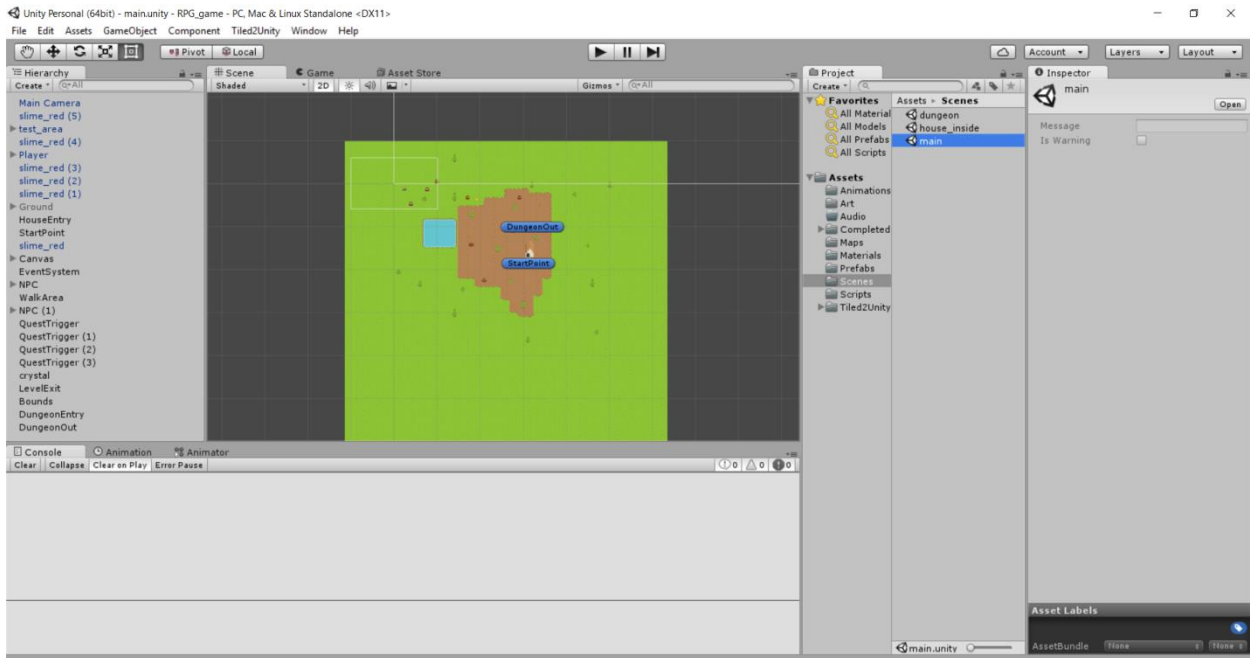 Unity Personal (64bit) - main.unity - RPG_game - PC, Mac & Linux Standalone <DX11>
File Edit Assets GameObject Component Tiled2Unity Window Help
Pivot Local Account Layers Layout
Hierarchy
Create All
Main Camera
slime_red (5)
test_area
slime_red (4)
Player
slime_red (3)
slime_red (2)
slime_red (1)
Ground
HouseEntry
StartPoint
slime_red
Canvas
EventSystem
NPC
WalkArea
NPC (1)
QuestTrigger
QuestTrigger (1)
QuestTrigger (2)
QuestTrigger (3)
crystal
LevelExit
Bounds
DungeonEntry
DungeonOut
Scene Game Asset Store
Shaded 2D Gizmos All
DungeonOut
StartPoint
Console Animation Animator
Clear Collapse Clear on Play Error Pause 0 0 0
Project
Create
Favorites
All Material
All Models
All Prefabs
All Scripts
Assets
Animations
Art
Audio
Completed
Maps
Materials
Prefabs
Scenes
Scripts
Tiled2Unity
Assets Scenes
dungeon
house_inside
main
main.unity
Inspector
main
Open
Message
Is Warning
Asset Labels
AssetBundle None None